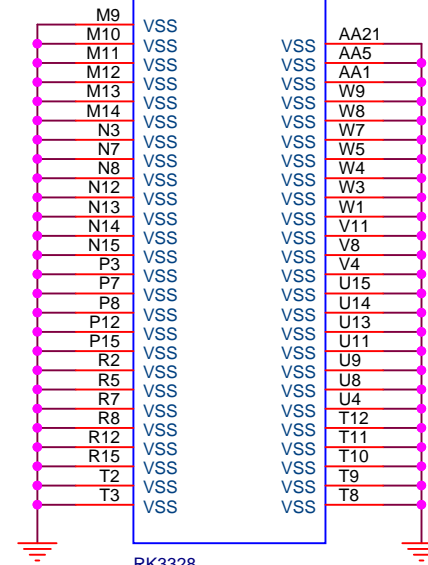 M9 VSS
M10 VSS VSS AA21
M11 VSS VSS AA5
M12 VSS VSS AA1
M13 VSS VSS W9
M14 VSS VSS W8
N3 VSS VSS W7
N7 VSS VSS W5
N8 VSS VSS W4
N12 VSS VSS W3
N13 VSS VSS W1
N14 VSS VSS V11
N15 VSS VSS V8
P3 VSS VSS V4
P7 VSS VSS U15
P8 VSS VSS U14
P12 VSS VSS U13
P15 VSS VSS U11
R2 VSS VSS U9
R5 VSS VSS U8
R7 VSS VSS U4
R8 VSS VSS T12
R12 VSS VSS T11
R15 VSS VSS T10
T2 VSS VSS T9
T3 VSS VSS T8
RK3328